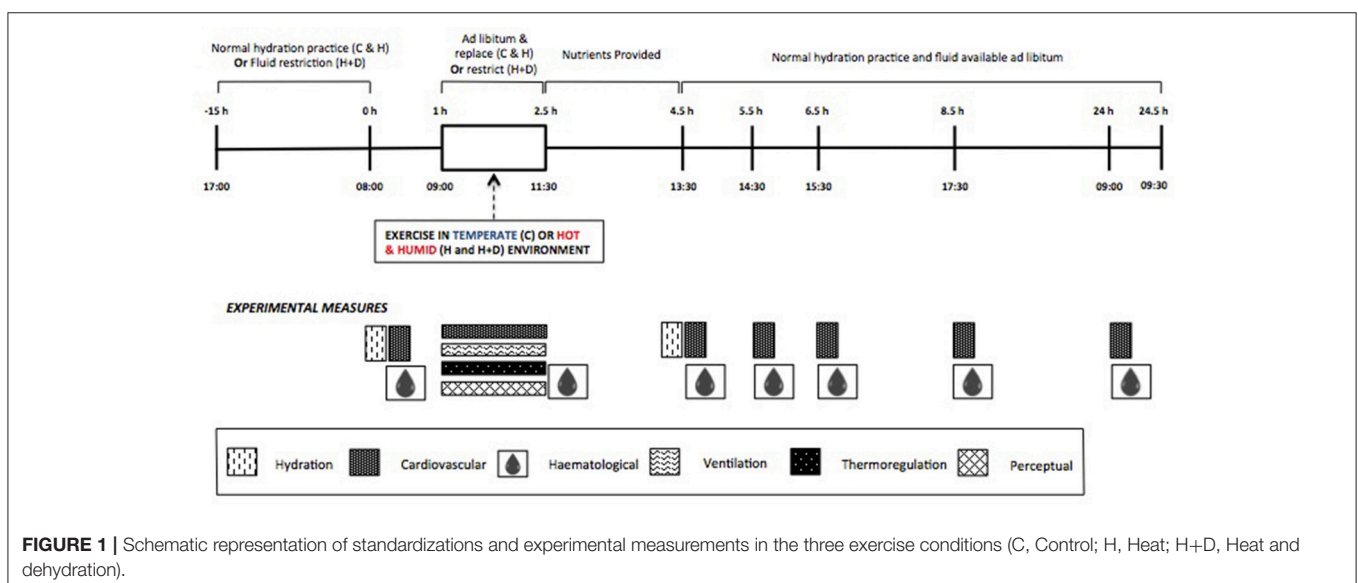 Normal hydration practice (C & H)
Or Fluid restriction (H+D)
Ad libitum &
replace (C & H)
Or restrict (H+D)
Nutrients Provided
Normal hydration practice and fluid available ad libitum
-15 h 0 h 1 h 2.5 h 4.5 h 5.5 h 6.5 h 8.5 h 24 h 24.5 h
17:00 08:00 09:00 11:30 13:30 14:30 15:30 17:30 09:00 09:30
EXERCISE IN TEMPERATE (C) OR HOT
& HUMID (H and H+D) ENVIRONMENT
EXPERIMENTAL MEASURES
Hydration Cardiovascular Haematological Ventilation Thermoregulation Perceptual
FIGURE 1 | Schematic representation of standardizations and experimental measurements in the three exercise conditions (C, Control; H, Heat; H+D, Heat and
dehydration).